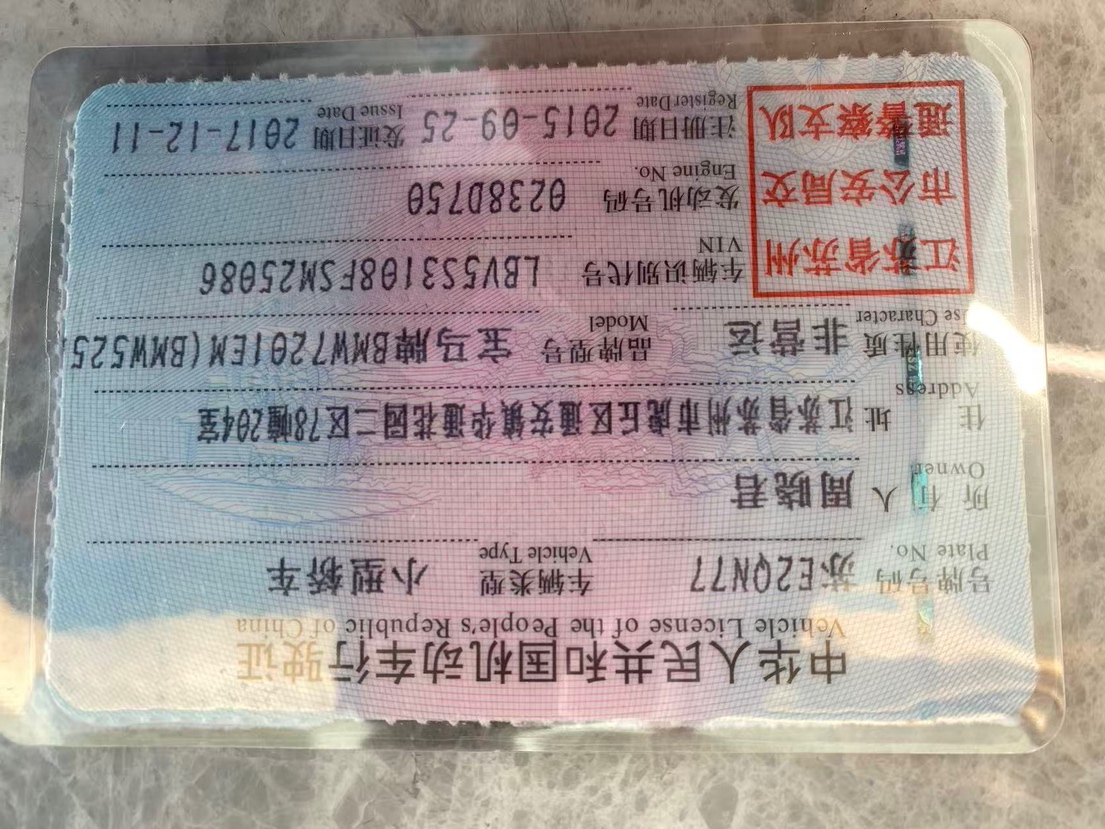 中华人民共和国机动车行驶证
Vehicle License of the People's Republic of China
号牌号码 苏E2QN77 车辆类型 小型轿车
Plate No. Vehicle Type
所有人 周晓君
Owner
住址 江苏省苏州市虎丘区通安镇华通花园二区78幢204室
Address
使用性质 非营运 品牌型号 宝马牌BMW7201EM(BMW525
Use Character Model
江苏省苏州市公安局交通警察支队
车辆识别代号 LBV5S3108FSM25086
VIN
发动机号码 0238D750
Engine No.
注册日期 2015-09-25 发证日期 2017-12-11
Register Date Issue Date